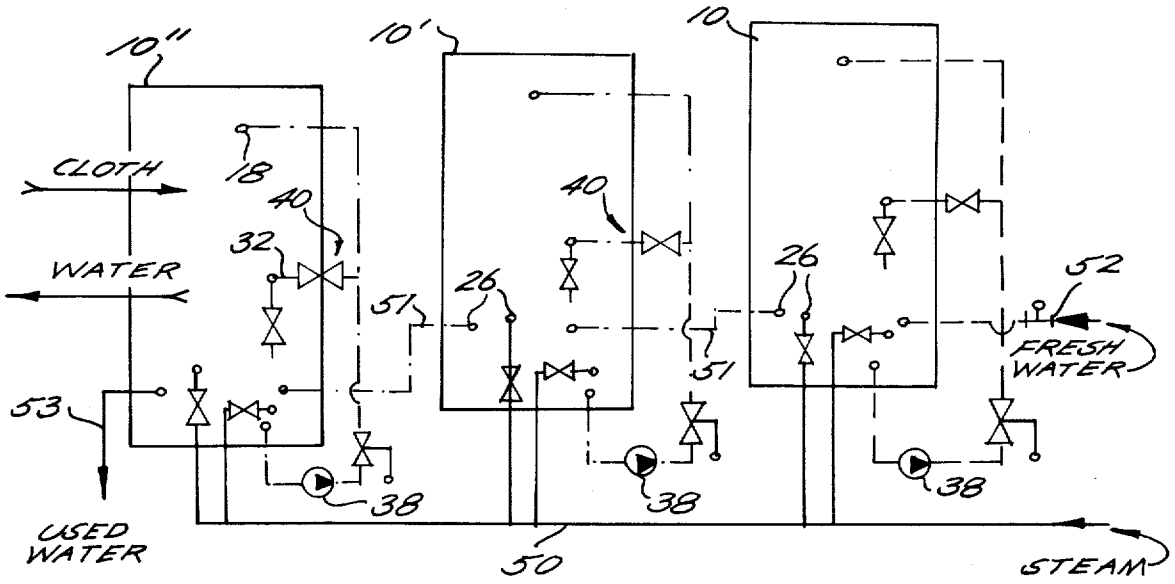 10"
10'
10
18
CLOTH
40
40
32
WATER
26
26
52
51
51
FRESH
WATER
53
38
38
38
USED
WATER
50
STEAM